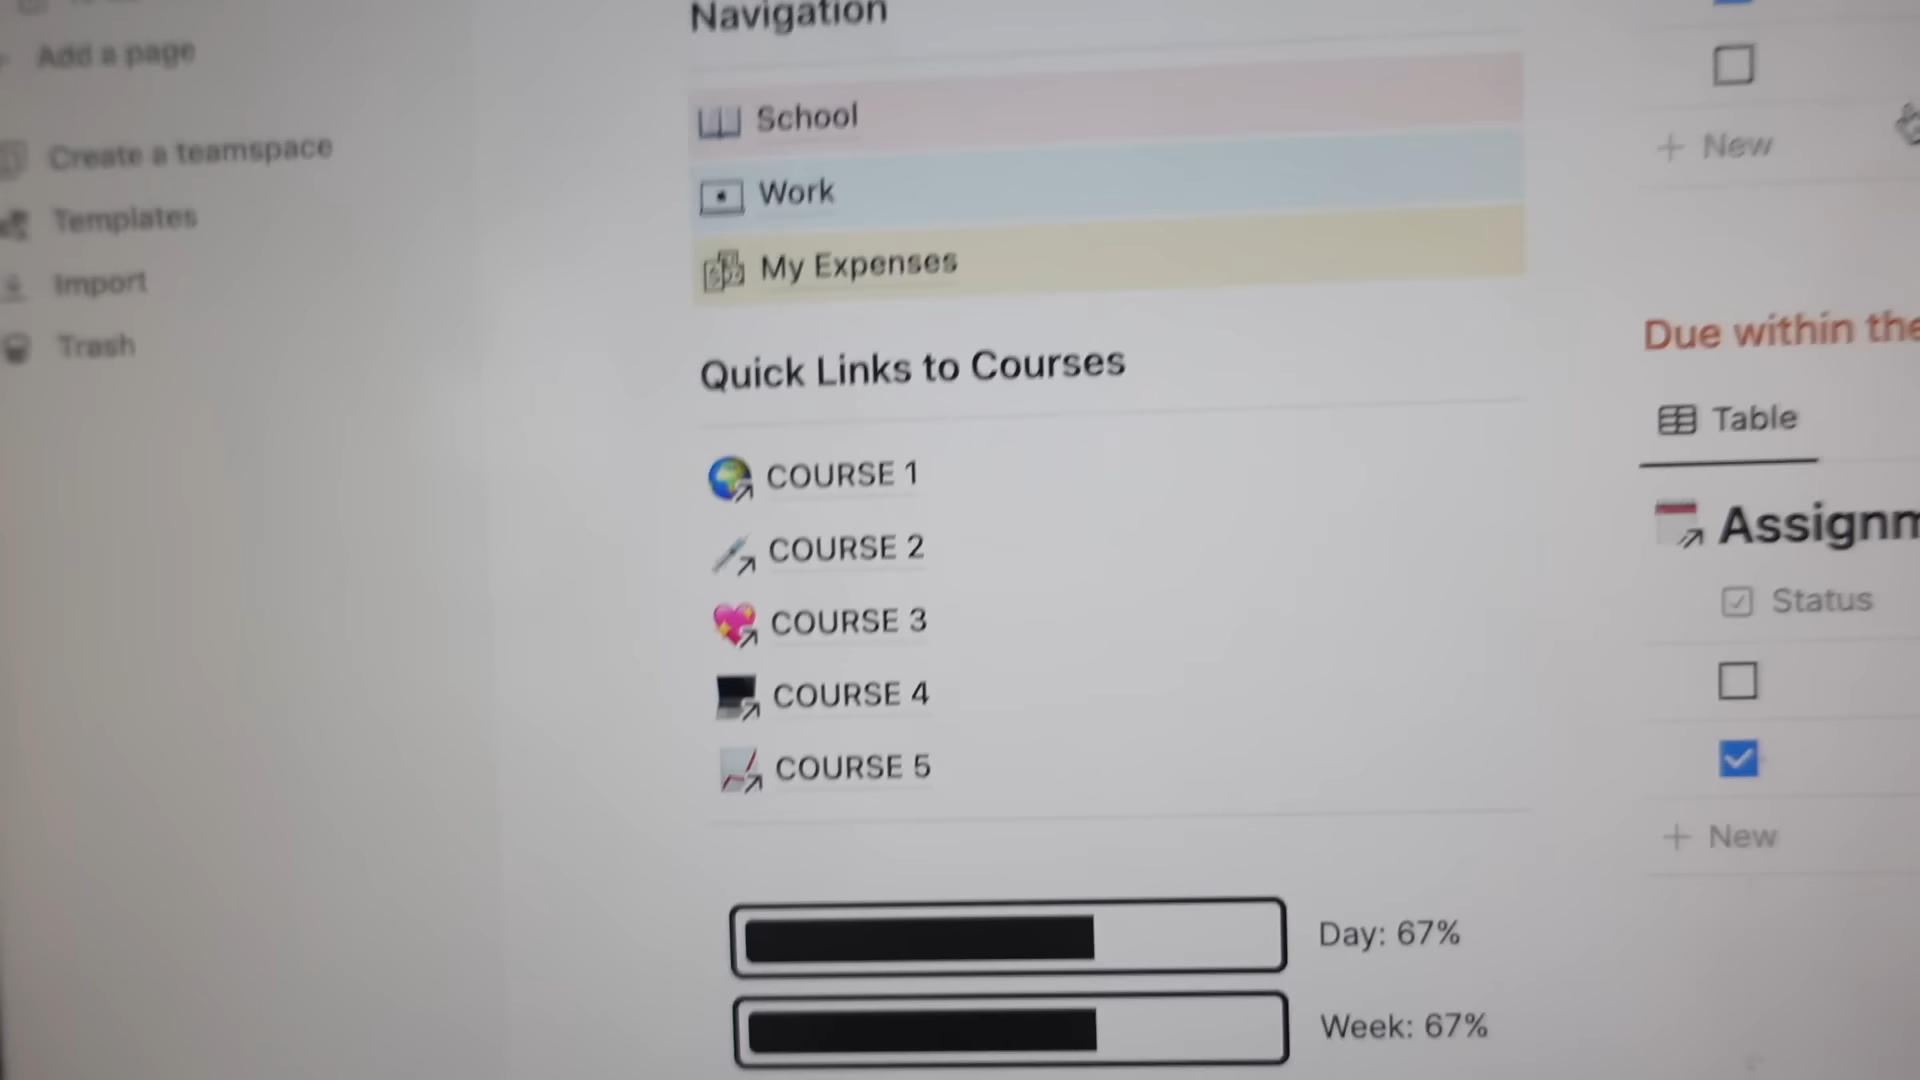 Navigation
Add a page
School
Create a teamspace
Work
New
Templates
My Expenses
Import
Trash
Quick Links to Courses
Due within the
Table
COURSE 1
COURSE 2
Status
COURSE 3
COURSE 4
COURSE 5
New
Day: 67%
Week: 67%